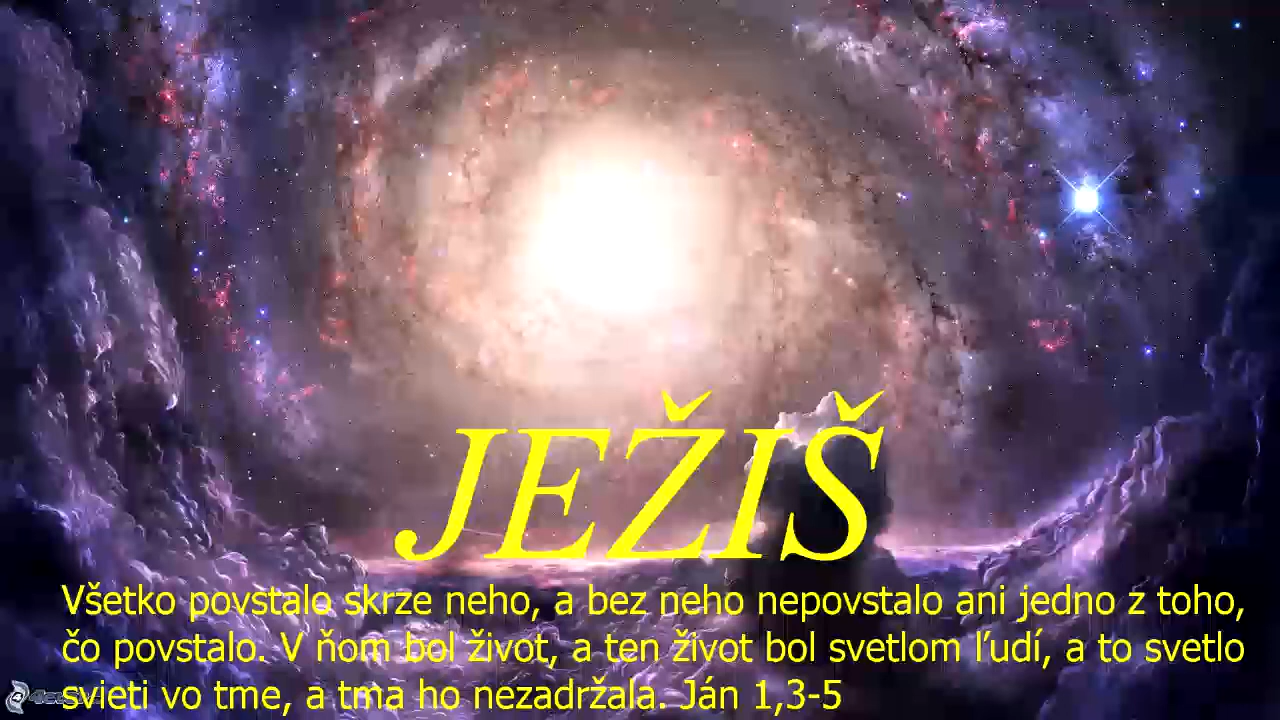 JEŽIŠ
Všetko povstalo skrze neho, a bez neho nepovstalo ani jedno z toho,
čo povstalo. V ňom bol život, a ten život bol svetlom ľudí, a to svetlo
svieti vo tme, a tma ho nezadržala. Ján 1,3-5